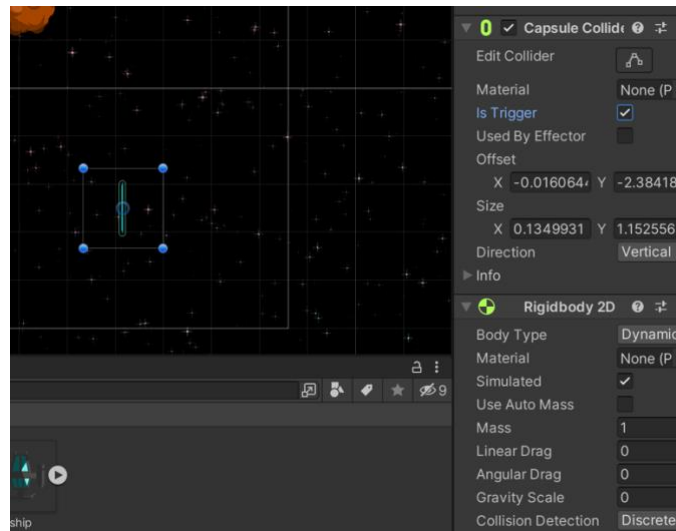 Capsule Collide
Edit Collider
Material None (P
Is Trigger
Used By Effector
Offset
X -0.016064 Y -2.38418
Size
X 0.1349931 Y 1.152556
Direction Vertical
Info
Rigidbody 2D
Body Type Dynamic
Material None (P
Simulated
Use Auto Mass
Mass 1
Linear Drag 0
Angular Drag 0
Gravity Scale 0
Collision Detection Discrete
9
ship